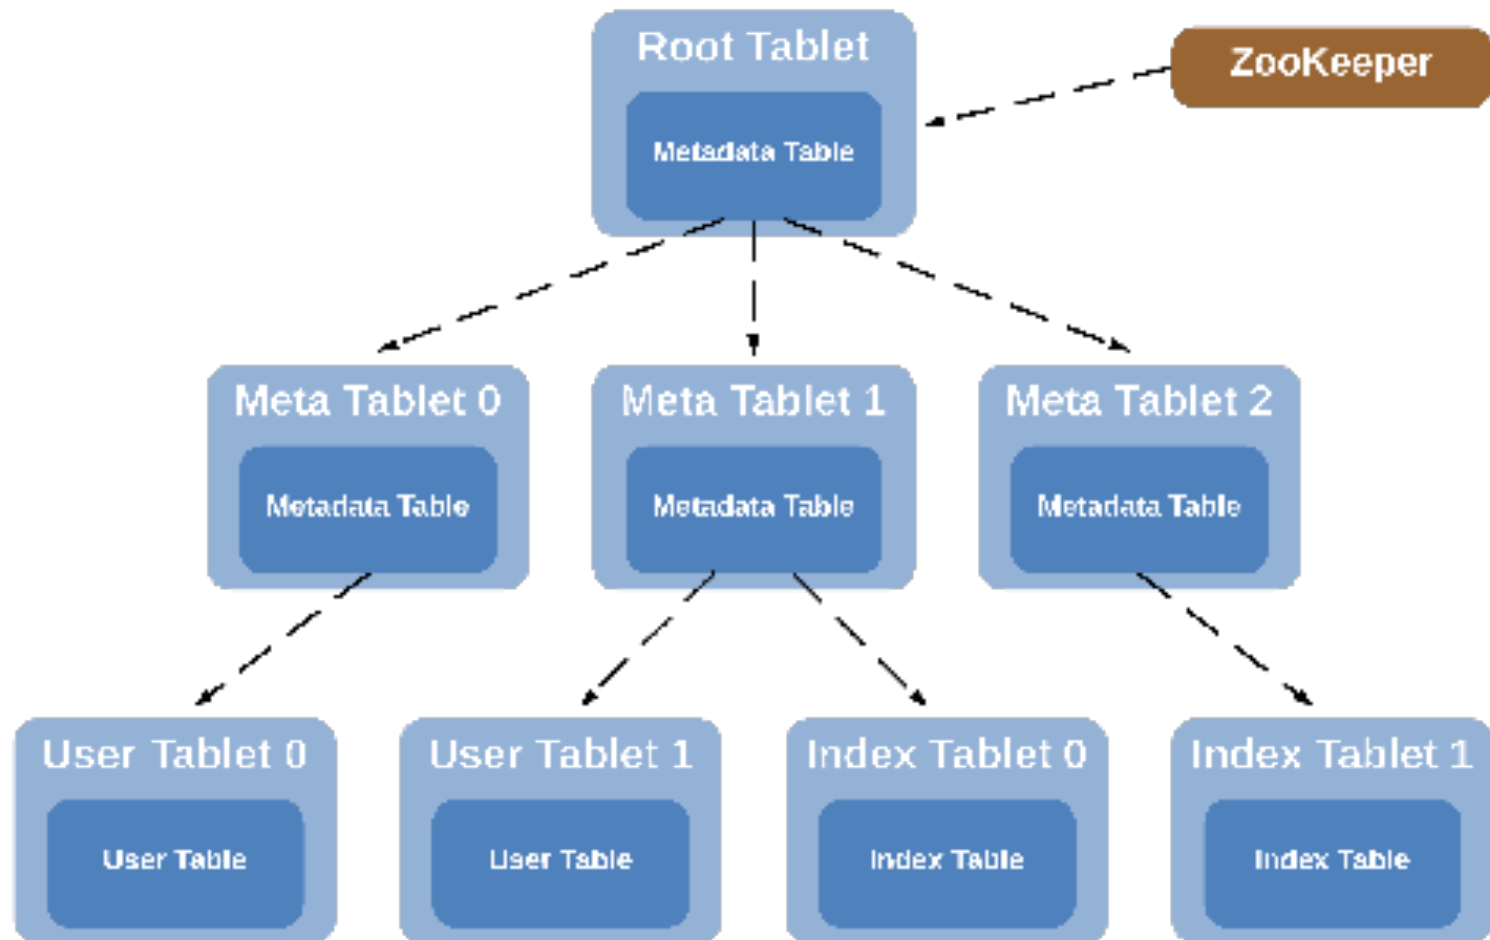 Root Tablet
ZooKeeper
Metadata Table
Meta Tablet 0
Meta Tablet 1
Meta Tablet 2
Metadata Table
Metadata Table
Metadata Table
User Tablet 0
User Tablet 1
Index Tablet 0
Index Tablet 1
User Table
User Table
Index Table
Index Table